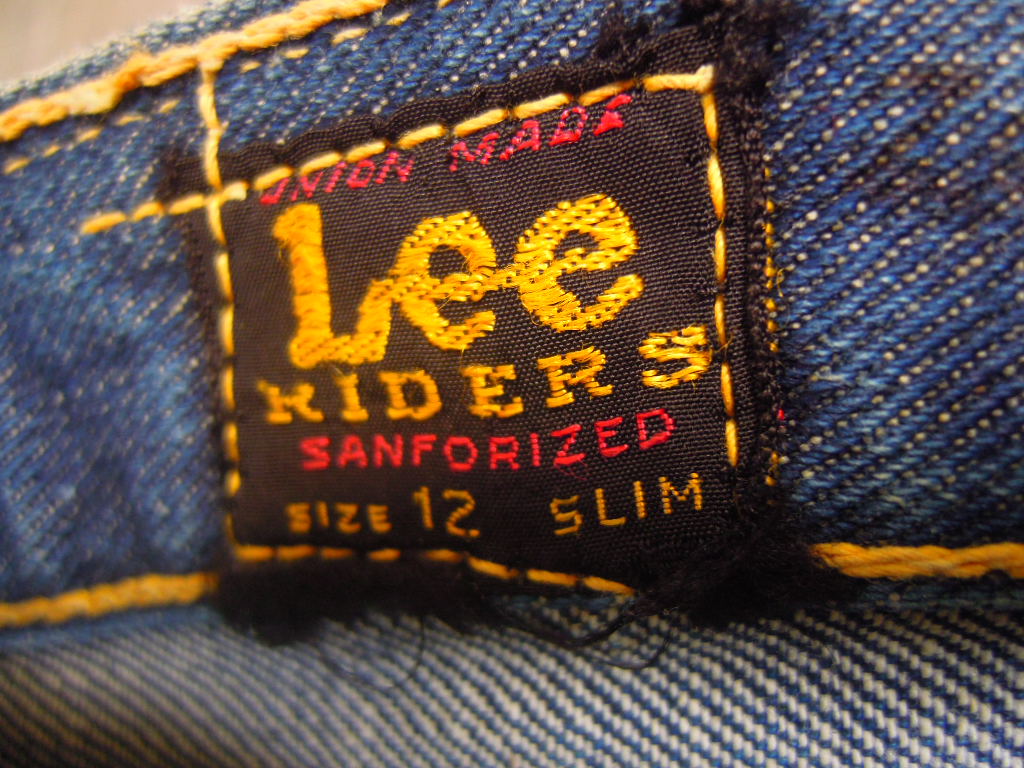 UNION MADE
Lee
RIDERS
SANFORIZED
SIZE 12 SLIM